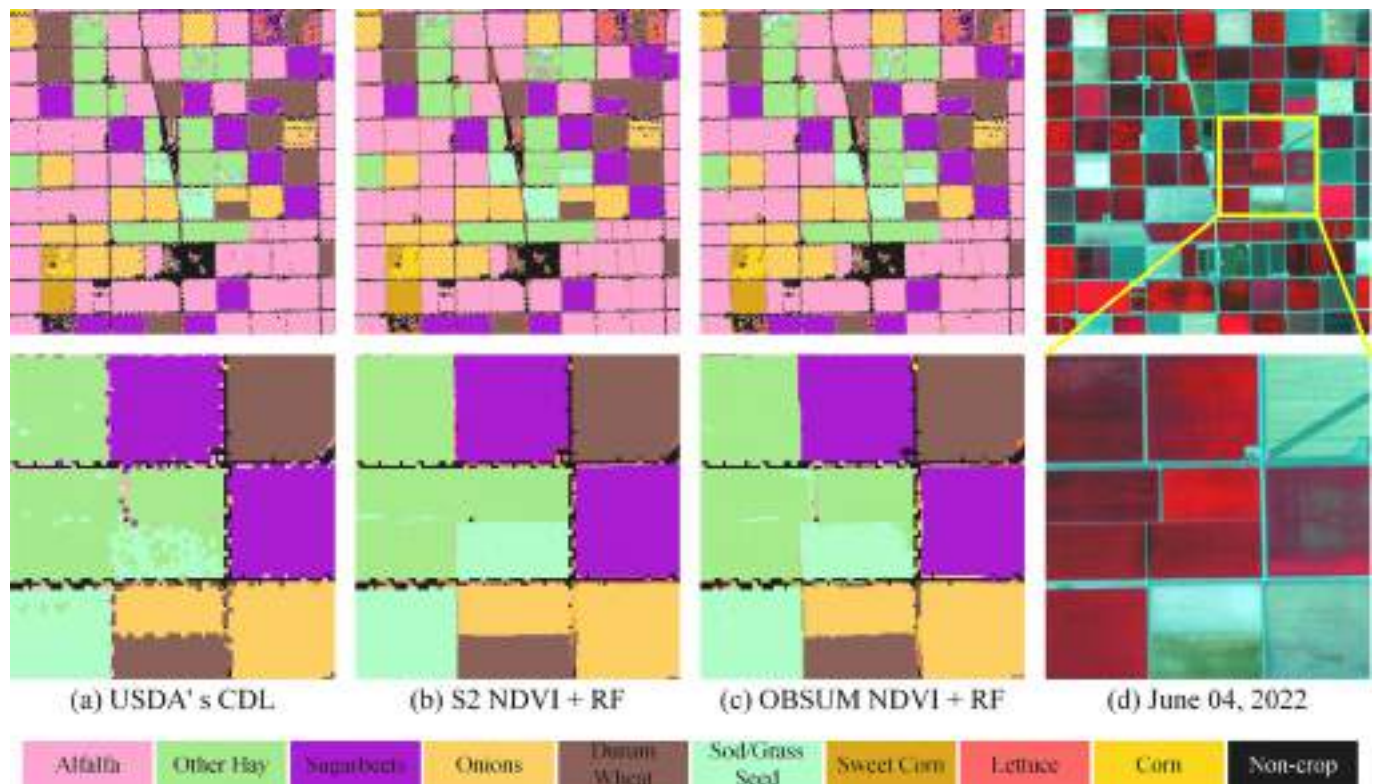 (a) USDA' s CDL (b) S2 NDVI + RF (c) OBSUM NDVI + RF (d) June 04, 2022
Alfalfa Other Hay Sugarbeets Onions Durum Wheat Sod/Grass Seed Sweet Corn Lettuce Corn Non-crop